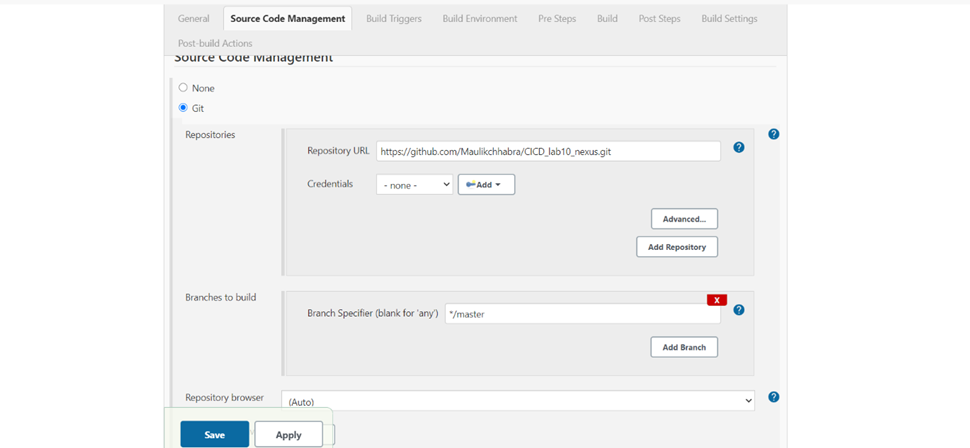 General Source Code Management Build Triggers Build Environment Pre Steps Build Post Steps Build Settings
Post-build Actions
Source Code Management
None
Git
Repositories
?
Repository URL https://github.com/Maulikchhabra/CICD_lab10_nexus.git ?
Credentials - none - Add
Advanced...
Add Repository
Branches to build
X
Branch Specifier (blank for 'any') */master ?
Add Branch
Repository browser (Auto) ?
Save Apply